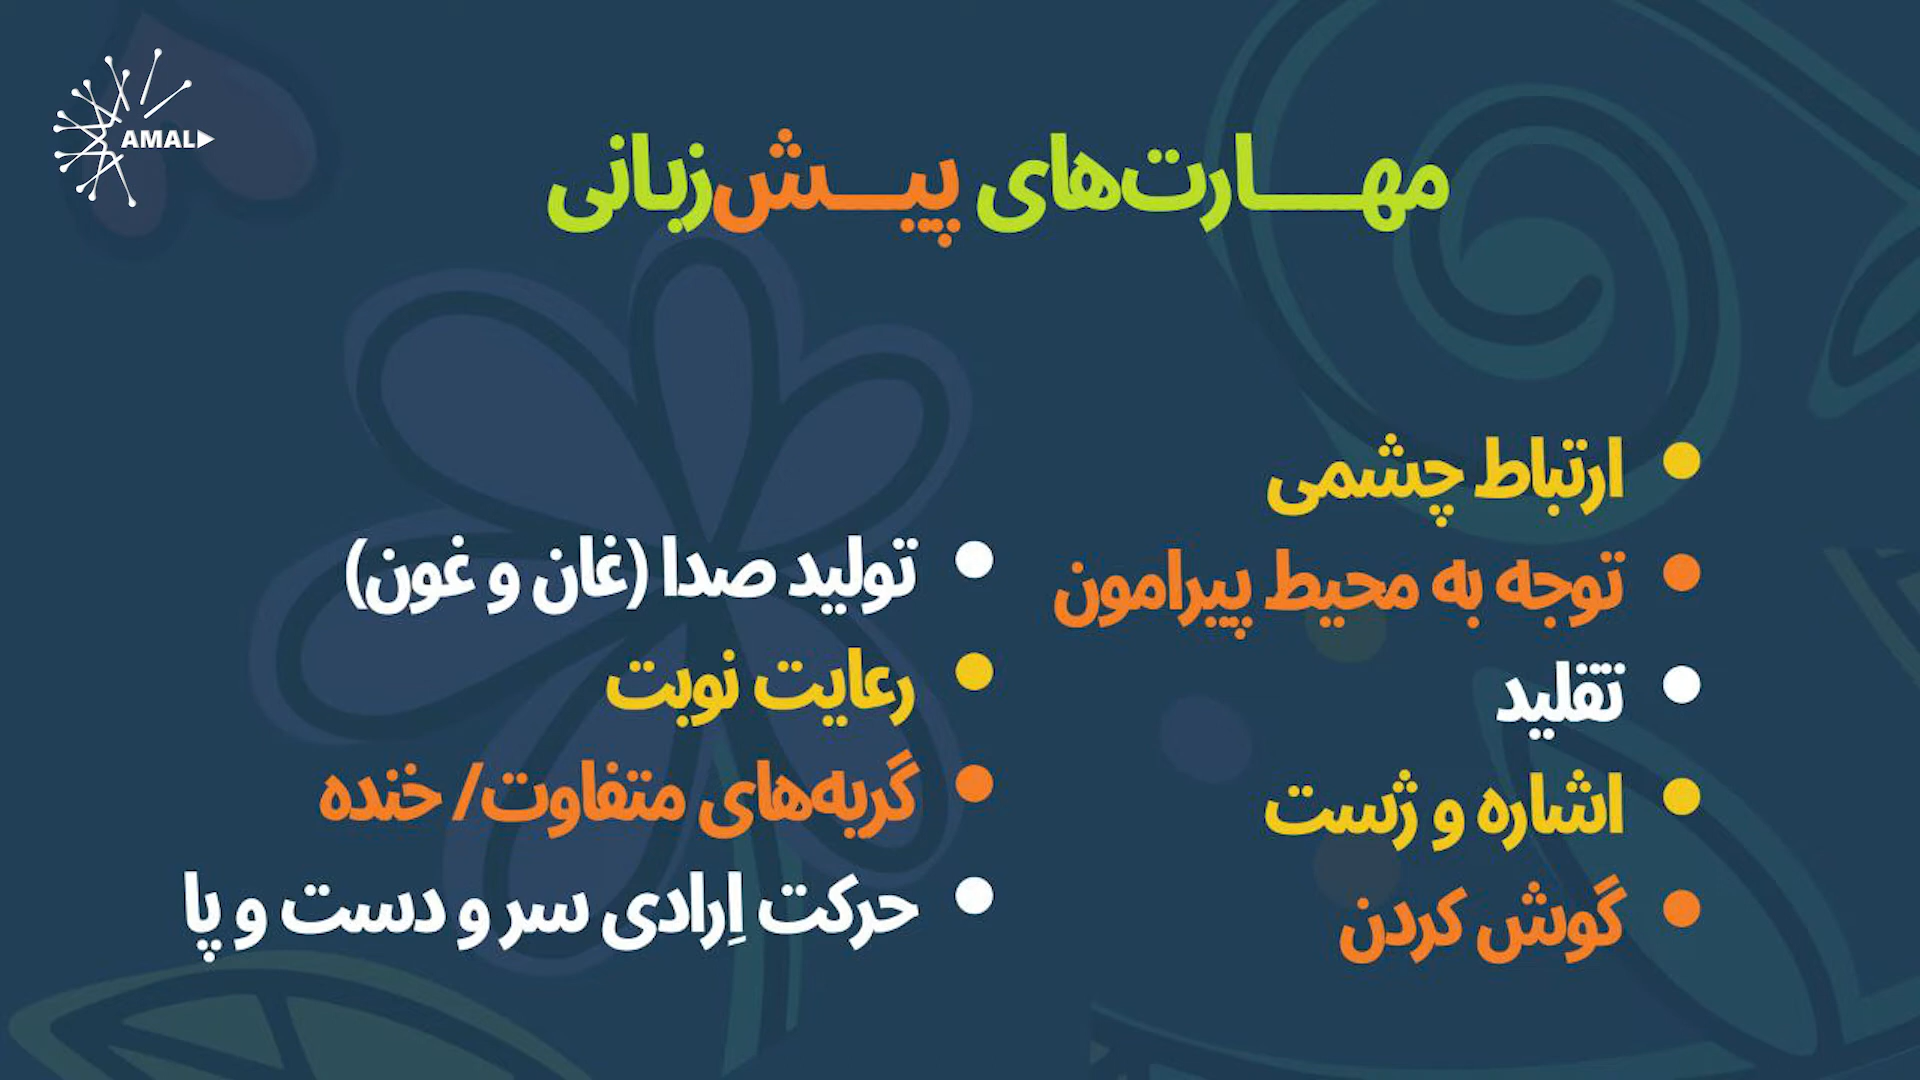 AMAL
مهـــارت‌های پیــش‌زبانی
ارتباط چشمی
توجه به محیط پیرامون
تقلید
اشاره و ژست
گوش کردن
تولید صدا (غان و غون)
رعایت نوبت
گریه‌های متفاوت/ خنده
حرکت اِرادی سر و دست و پا